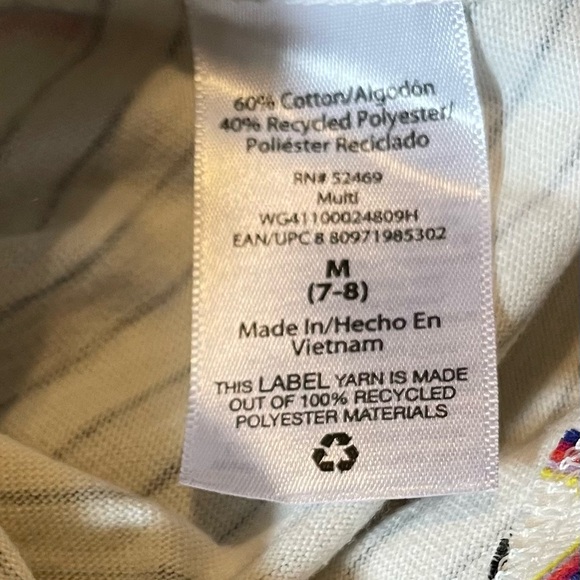 60% Cotton/Algodón
40% Recycled Polyester/
Poliéster Reciclado
RN# 52469
Multi
WG41100024809H
EAN/UPC 8 80971985302
M
(7-8)
Made In/Hecho En
Vietnam
THIS LABEL YARN IS MADE
OUT OF 100% RECYCLED
POLYESTER MATERIALS